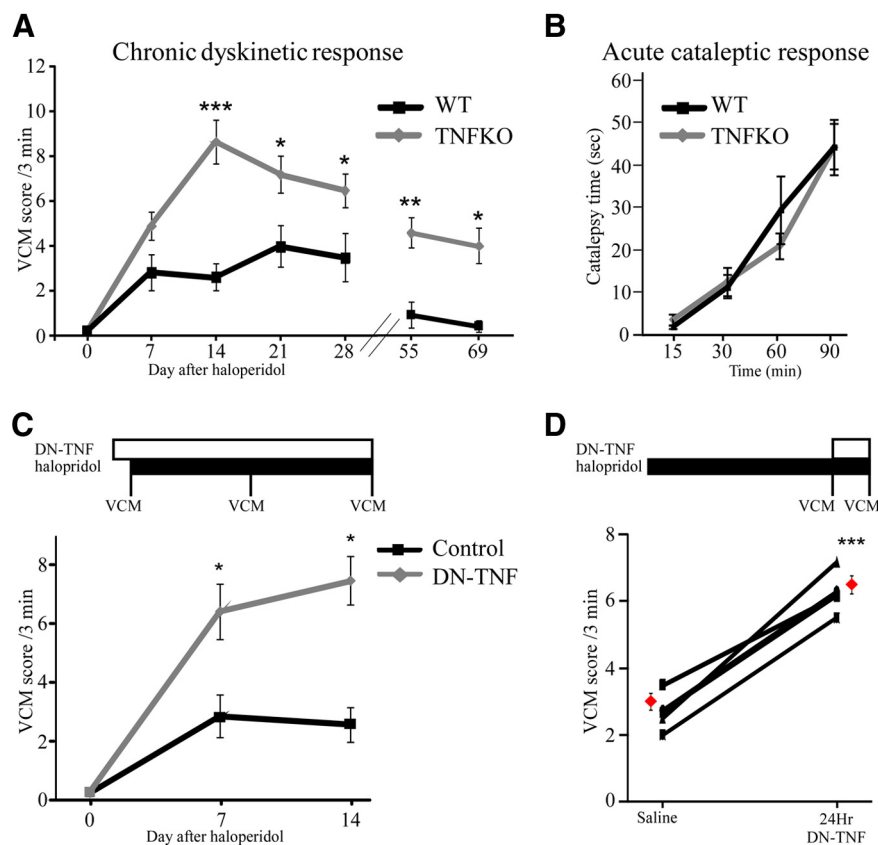 A
Chronic dyskinetic response
12
10
8
6
4
2
0
VCM score /3 min
WT
TNFKO
***
*
*
**
*
0 7 14 21 28 55 69
Day after haloperidol
B
Acute cataleptic response
60
50
40
30
20
10
0
Catalepsy time (sec)
WT
TNFKO
15 30 60 90
Time (min)
C
DN-TNF
halopridol
VCM VCM VCM
8
6
4
2
0
VCM score /3 min
Control
DN-TNF
*
*
0 7 14
Day after haloperidol
D
DN-TNF
halopridol
VCM VCM
8
6
4
2
0
VCM score /3 min
***
Saline 24Hr
DN-TNF